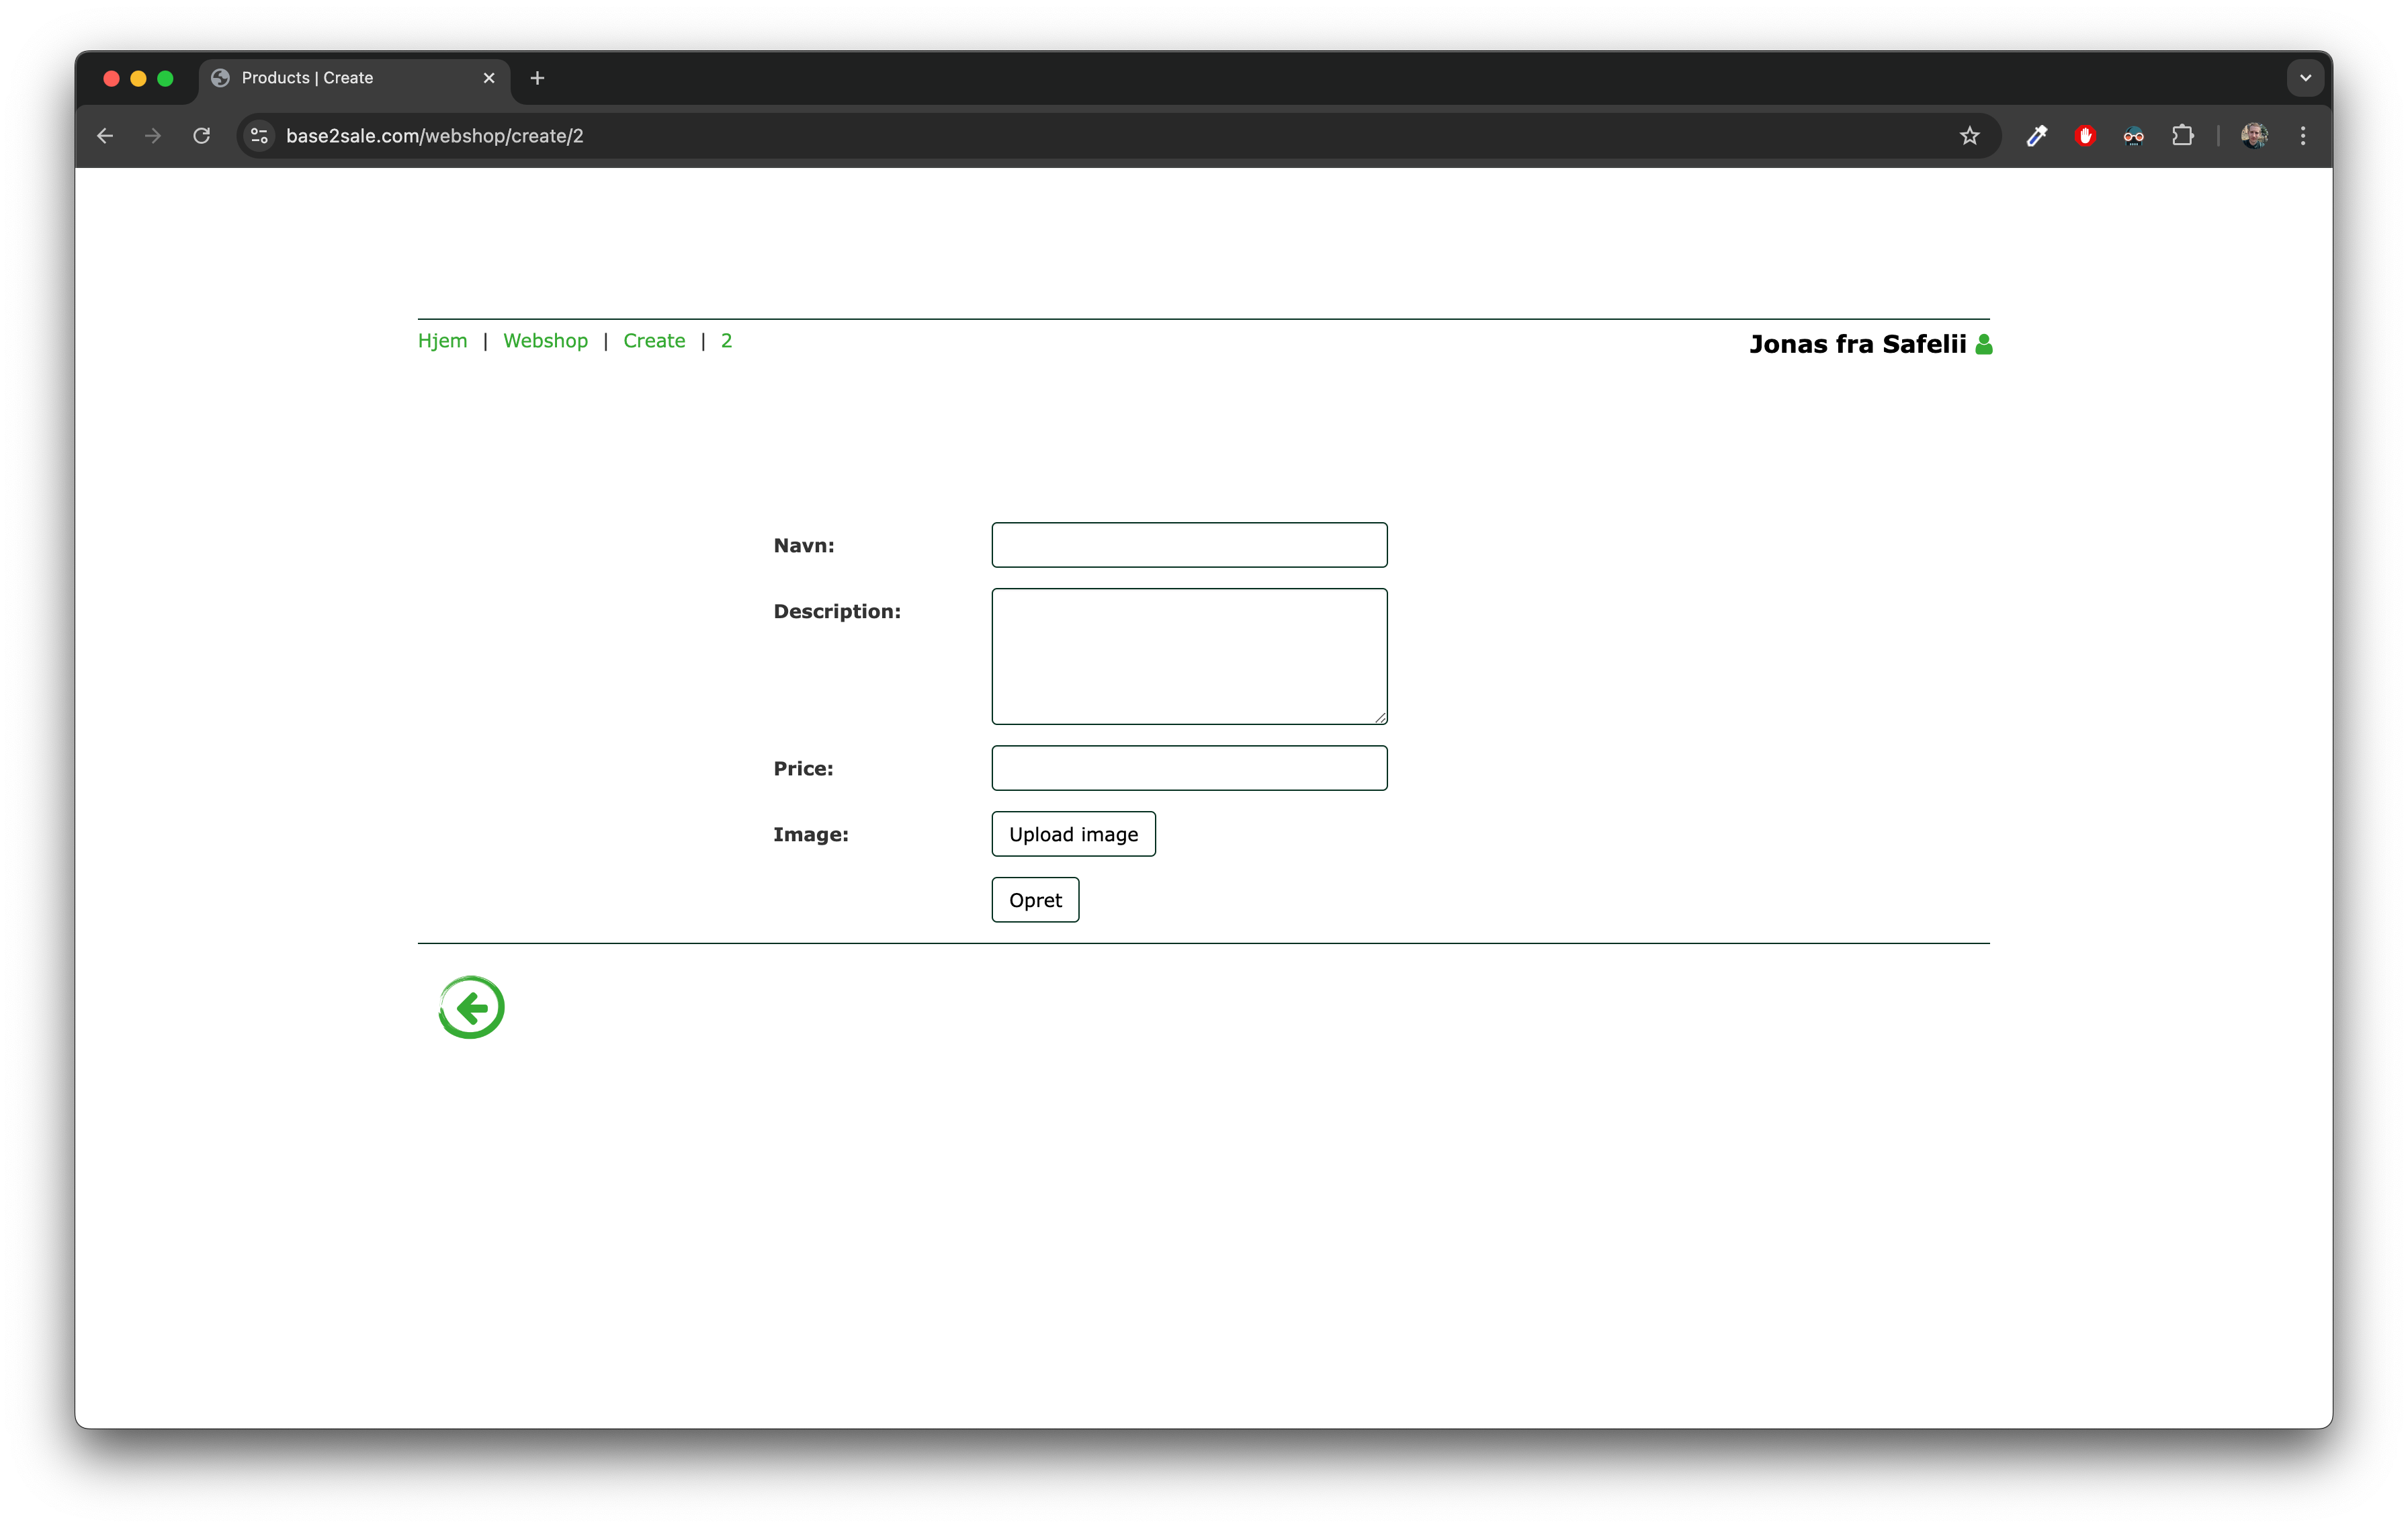 Products | Create
base2sale.com/webshop/create/2
Hjem | Webshop | Create | 2
Jonas fra Safelii
Navn:
Description:
Price:
Image: Upload image
Opret